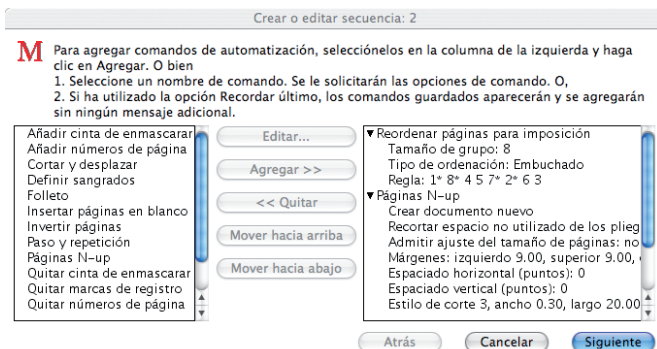 Crear o editar secuencia: 2
M
Para agregar comandos de automatización, selecciónelos en la columna de la izquierda y haga
clic en Agregar. O bien
1. Seleccione un nombre de comando. Se le solicitarán las opciones de comando. O,
2. Si ha utilizado la opción Recordar último, los comandos guardados aparecerán y se agregarán
sin ningún mensaje adicional.
Añadir cinta de enmascarar
Añadir números de página
Cortar y desplazar
Definir sangrados
Folleto
Insertar páginas en blanco
Invertir páginas
Paso y repetición
Páginas N-up
Quitar cinta de enmascarar
Quitar marcas de registro
Quitar números de página
Editar...
Agregar >>
<< Quitar
Mover hacia arriba
Mover hacia abajo
▼Reordenar páginas para imposición
Tamaño de grupo: 8
Tipo de ordenación: Embuchado
Regla: 1* 8* 4 5 7* 2* 6 3
▼Páginas N-up
Crear documento nuevo
Recortar espacio no utilizado de los plieg
Admitir ajuste del tamaño de páginas: no
Márgenes: izquierdo 9.00, superior 9.00,
Espaciado horizontal (puntos): 0
Espaciado vertical (puntos): 0
Estilo de corte 3, ancho 0.30, largo 20.00
Atrás
Cancelar
Siguiente